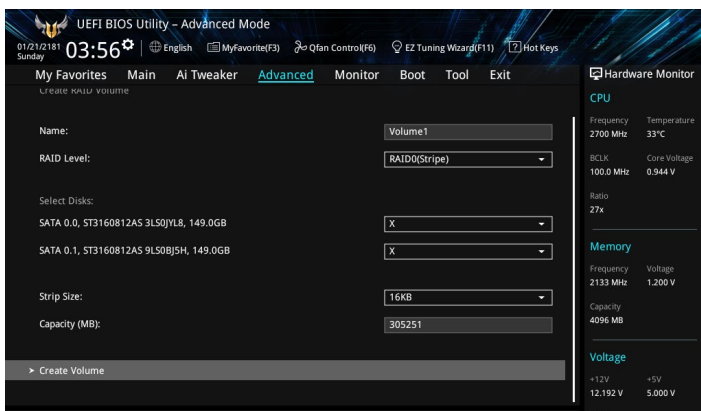 UEFI BIOS Utility – Advanced Mode
01/21/2181 Sunday 03:56 English MyFavorite(F3) Qfan Control(F6) EZ Tuning Wizard(F11) ? Hot Keys
My Favorites Main Ai Tweaker Advanced Monitor Boot Tool Exit
Create RAID Volume
Name: Volume1
RAID Level: RAID0(Stripe)
Select Disks:
SATA 0.0, ST3160812AS 3LS0JYL8, 149.0GB X
SATA 0.1, ST3160812AS 9LS0BJ5H, 149.0GB X
Strip Size: 16KB
Capacity (MB): 305251
Create Volume
Hardware Monitor
CPU
Frequency Temperature
2700 MHz 33°C
BCLK Core Voltage
100.0 MHz 0.944 V
Ratio
27x
Memory
Frequency Voltage
2133 MHz 1.200 V
Capacity
4096 MB
Voltage
+12V +5V
12.192 V 5.000 V